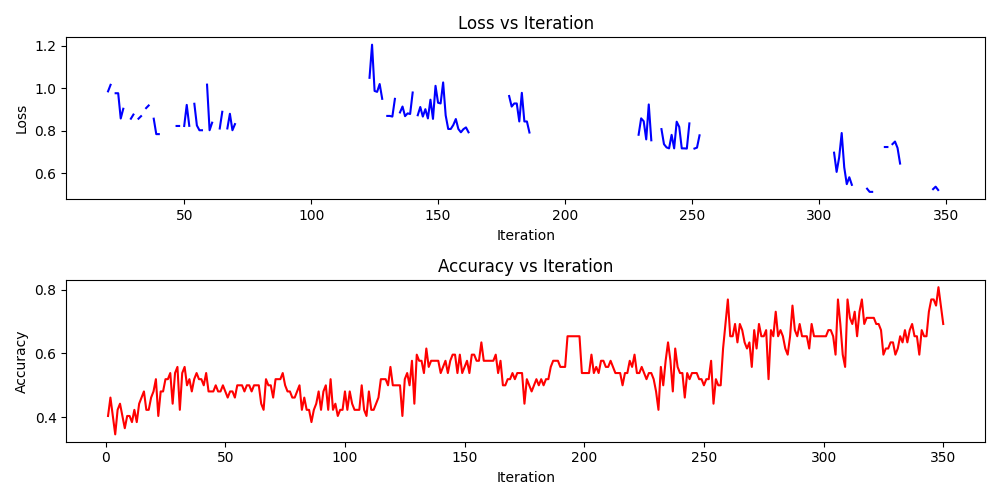 Loss vs Iteration
1.2
1.0
0.8
0.6
Loss
50 100 150 200 250 300 350
Iteration
Accuracy vs Iteration
0.8
0.6
0.4
Accuracy
0 50 100 150 200 250 300 350
Iteration